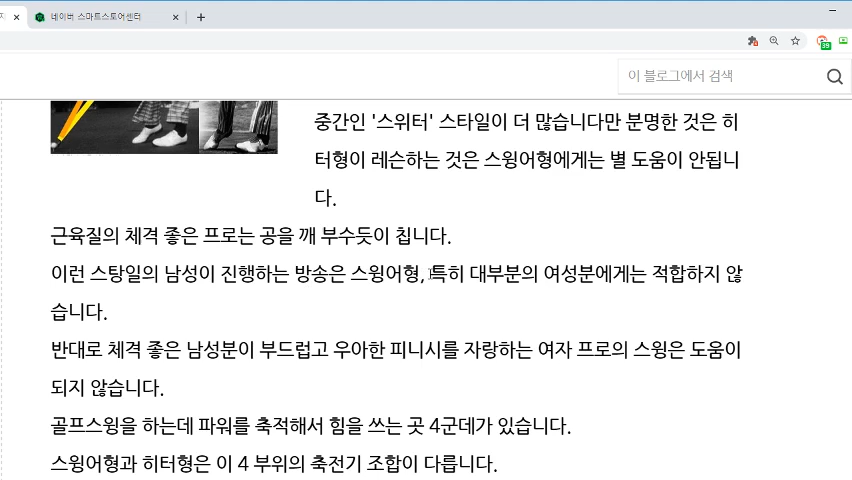 네이버 스마트스토어센터
39
이 블로그에서 검색
중간인 '스위터' 스타일이 더 많습니다만 분명한 것은 히
터형이 레슨하는 것은 스윙어형에게는 별 도움이 안됩니
다.
근육질의 체격 좋은 프로는 공을 깨 부수듯이 칩니다.
이런 스탕일의 남성이 진행하는 방송은 스윙어형, 특히 대부분의 여성분에게는 적합하지 않
습니다.
반대로 체격 좋은 남성분이 부드럽고 우아한 피니시를 자랑하는 여자 프로의 스윙은 도움이
되지 않습니다.
골프스윙을 하는데 파워를 축적해서 힘을 쓰는 곳 4군데가 있습니다.
스윙어형과 히터형은 이 4 부위의 축전기 조합이 다릅니다.